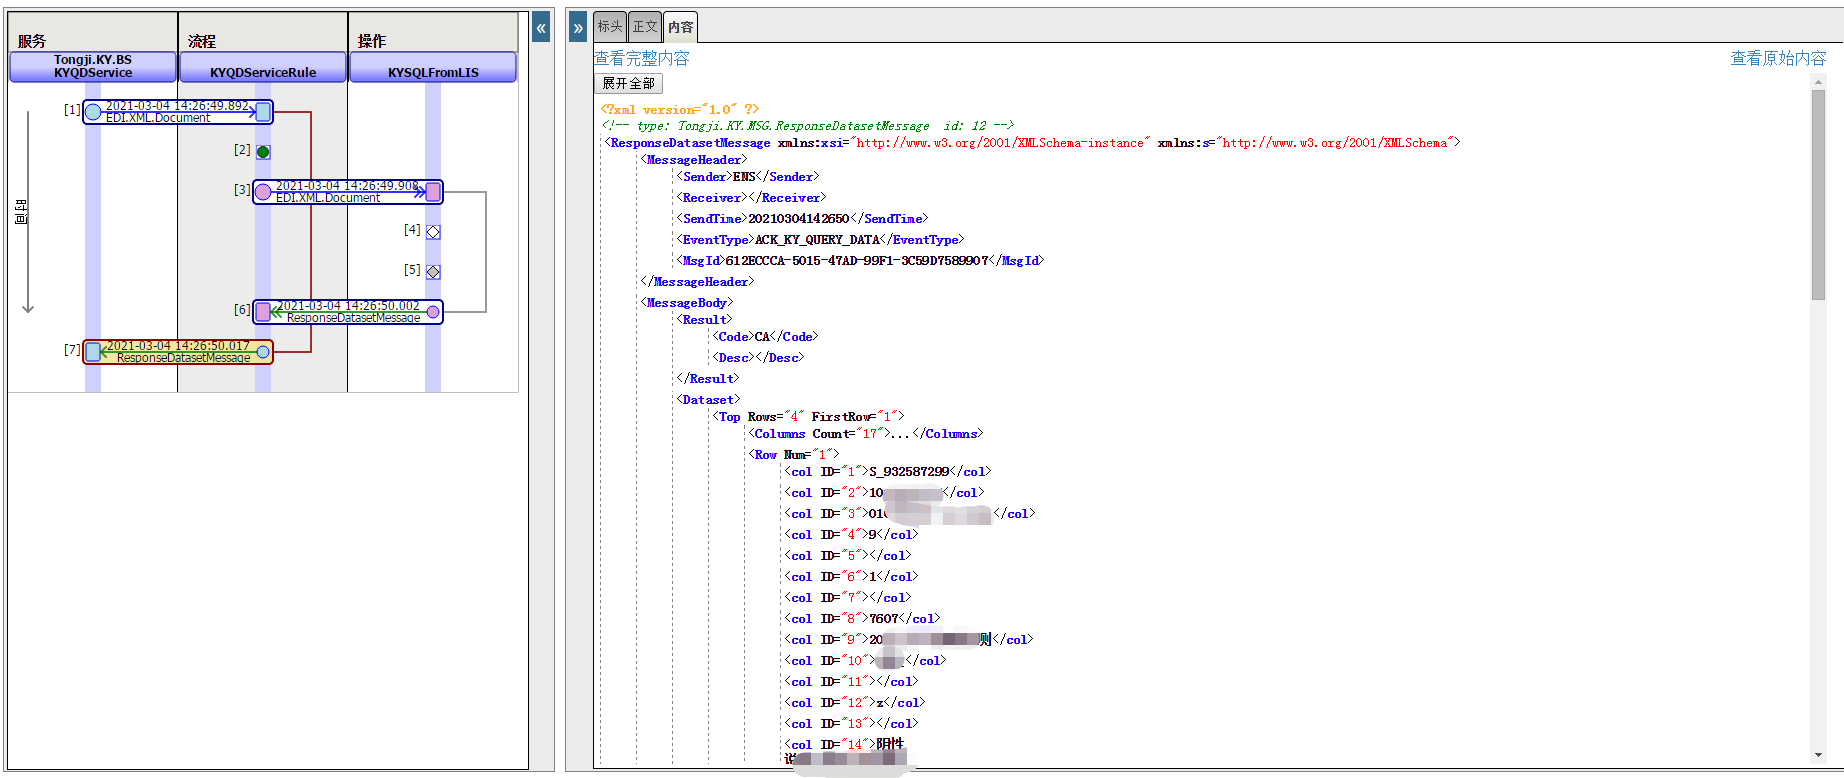 服务
流程
操作
Tongji.KY.BS
KYQDService
KYQDServiceRule
KYSQLFromLIS
[1]
2021-03-04 14:26:49.892
EDI.XML.Document
[2]
[3]
2021-03-04 14:26:49.908
EDI.XML.Document
时间
[4]
[5]
[6]
2021-03-04 14:26:50.002
ResponseDatasetMessage
[7]
2021-03-04 14:26:50.017
ResponseDatasetMessage
«
»
标头 正文 内容
查看完整内容 查看原始内容
展开全部
<?xml version="1.0" ?>
<!-- type: Tongji.KY.MSG.ResponseDatasetMessage id: 12 -->
<ResponseDatasetMessage xmlns:xsi="http://www.w3.org/2001/XMLSchema-instance" xmlns:s="http://www.w3.org/2001/XMLSchema">
<MessageHeader>
<Sender>ENS</Sender>
<Receiver></Receiver>
<SendTime>20210304142650</SendTime>
<EventType>ACK_KY_QUERY_DATA</EventType>
<MsgId>612ECCCA-5015-47AD-99F1-3C59D7589907</MsgId>
</MessageHeader>
<MessageBody>
<Result>
<Code>CA</Code>
<Desc></Desc>
</Result>
<Dataset>
<Top Rows="4" FirstRow="1">
<Columns Count="17">...</Columns>
<Row Num="1">
<col ID="1">S_932587299</col>
<col ID="2">10</col>
<col ID="3">01</col>
<col ID="4">9</col>
<col ID="5"></col>
<col ID="6">1</col>
<col ID="7"></col>
<col ID="8">7607</col>
<col ID="9">20 则</col>
<col ID="10"></col>
<col ID="11"></col>
<col ID="12">z</col>
<col ID="13"></col>
<col ID="14">阴性